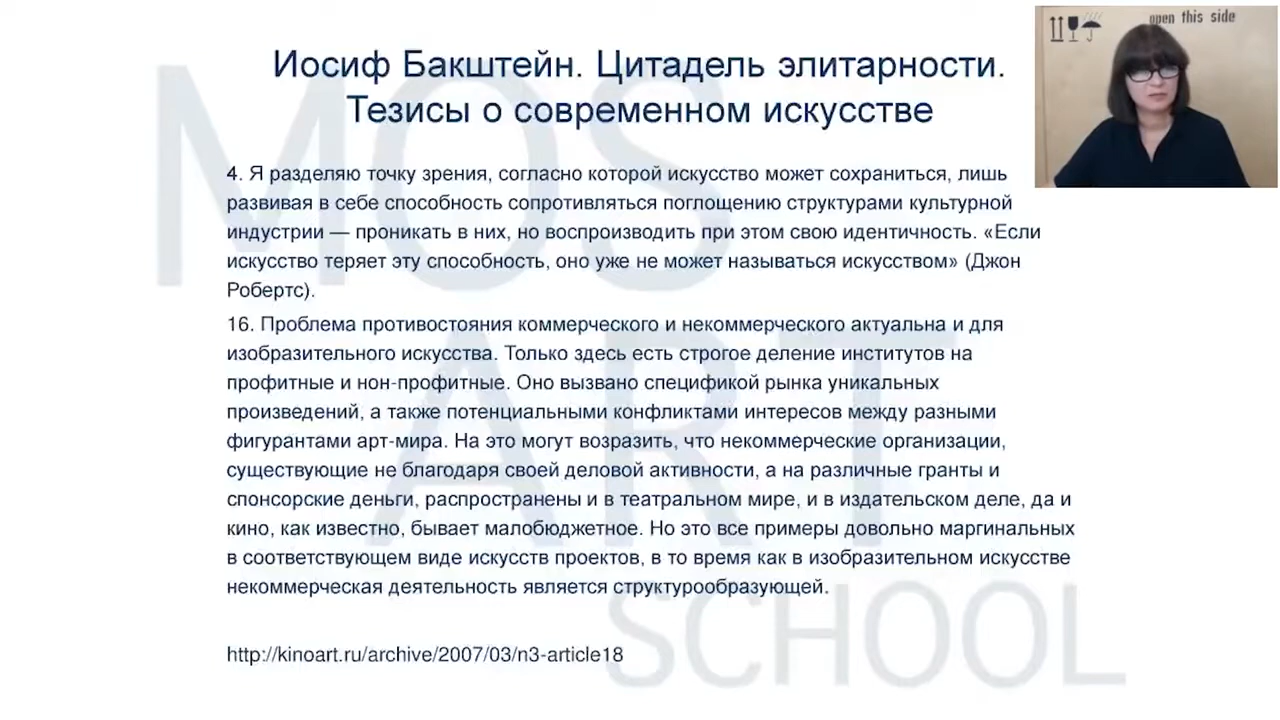 open this side
Иосиф Бакштейн. Цитадель элитарности.
Тезисы о современном искусстве
4. Я разделяю точку зрения, согласно которой искусство может сохраниться, лишь
развивая в себе способность сопротивляться поглощению структурами культурной
индустрии — проникать в них, но воспроизводить при этом свою идентичность. «Если
искусство теряет эту способность, оно уже не может называться искусством» (Джон
Робертс).
16. Проблема противостояния коммерческого и некоммерческого актуальна и для
изобразительного искусства. Только здесь есть строгое деление институтов на
профитные и нон-профитные. Оно вызвано спецификой рынка уникальных
произведений, а также потенциальными конфликтами интересов между разными
фигурантами арт-мира. На это могут возразить, что некоммерческие организации,
существующие не благодаря своей деловой активности, а на различные гранты и
спонсорские деньги, распространены и в театральном мире, и в издательском деле, да и
кино, как известно, бывает малобюджетное. Но это все примеры довольно маргинальных
в соответствующем виде искусств проектов, в то время как в изобразительном искусстве
некоммерческая деятельность является структурообразующей.
http://kinoart.ru/archive/2007/03/n3-article18
MOS
ART
SCHOOL